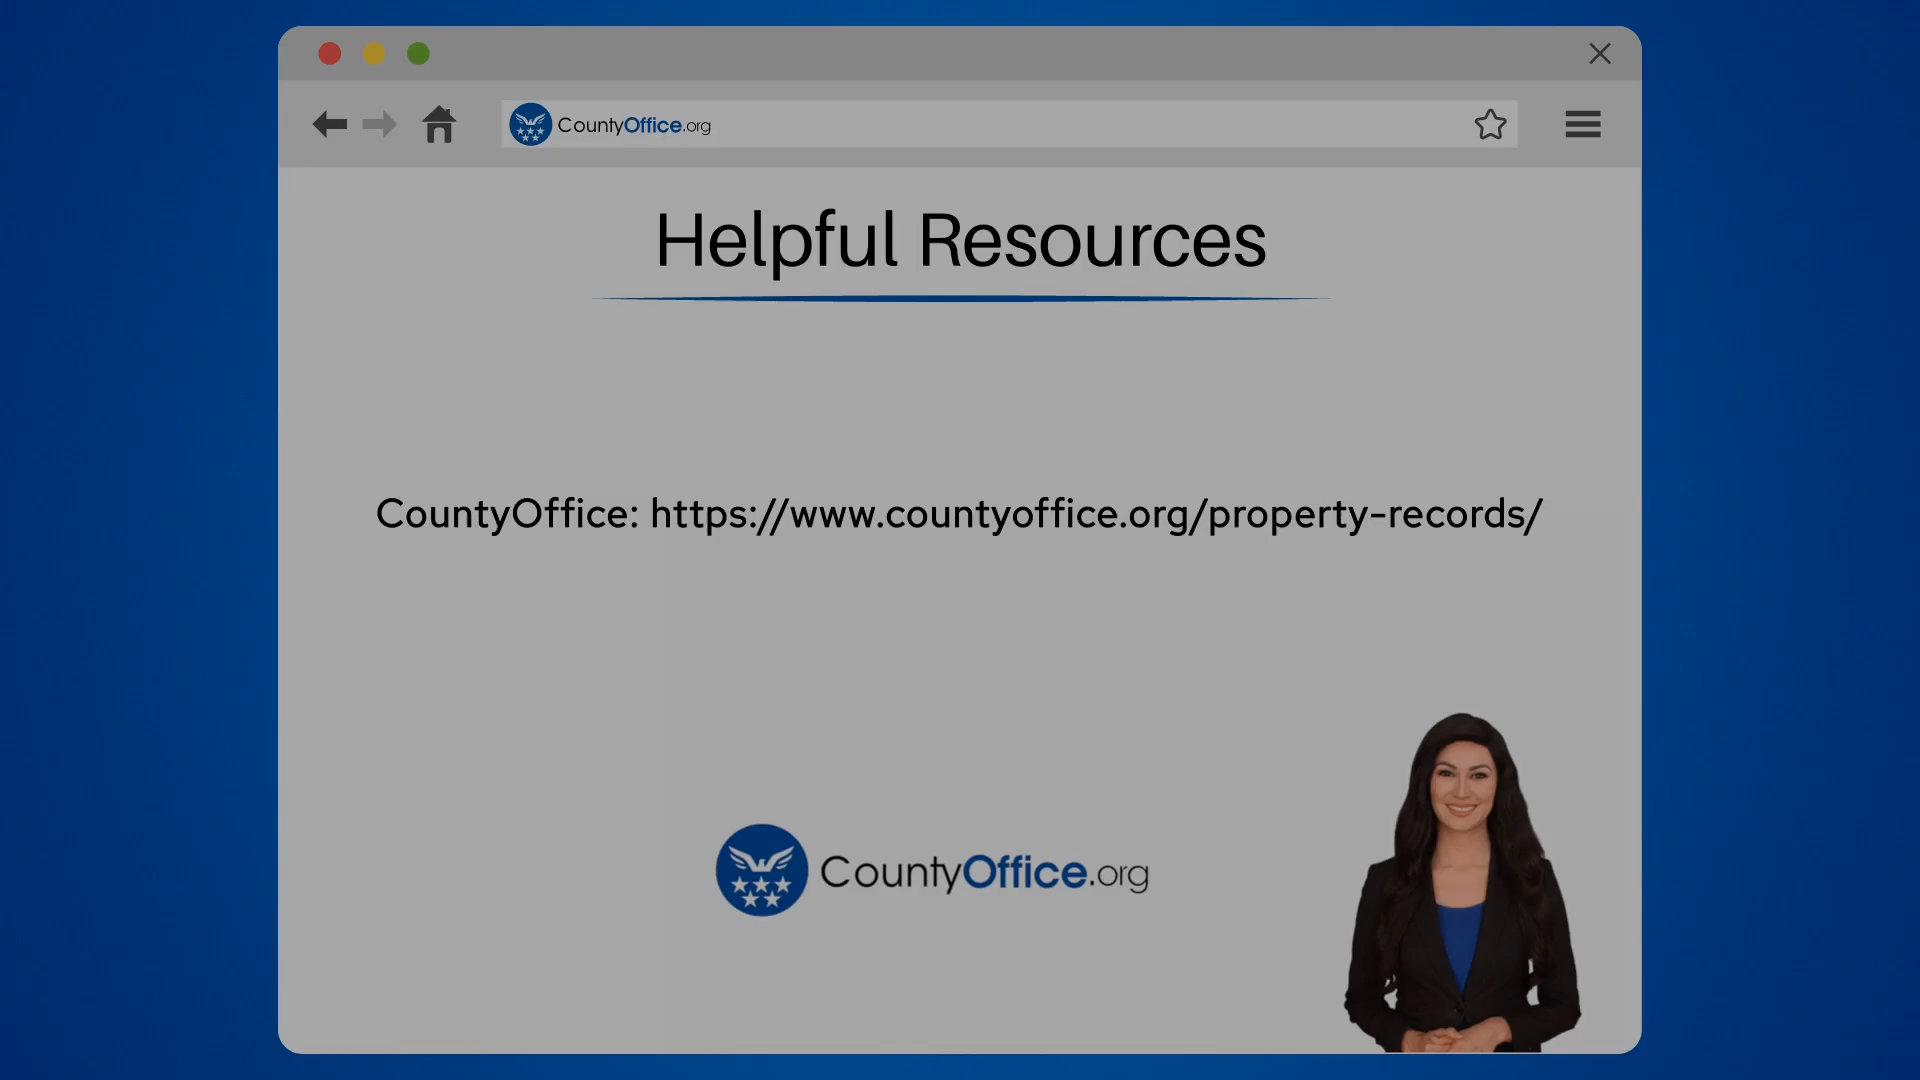 CountyOffice.org
Helpful Resources
CountyOffice: https://www.countyoffice.org/property-records/
CountyOffice.org